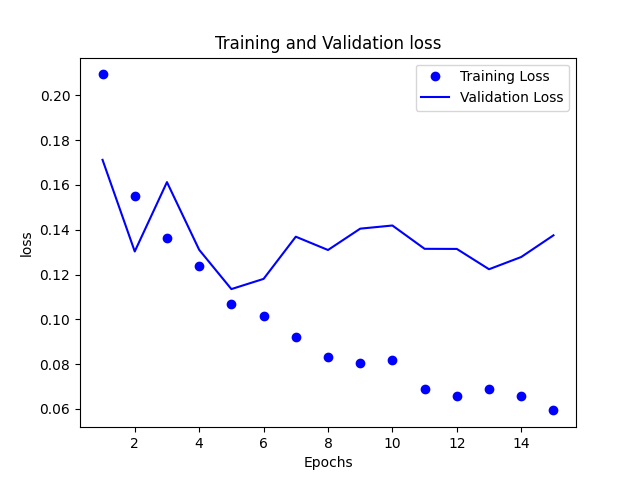 Training and Validation loss
Training Loss
Validation Loss
0.20
0.18
0.16
0.14
0.12
0.10
0.08
0.06
loss
2 4 6 8 10 12 14
Epochs